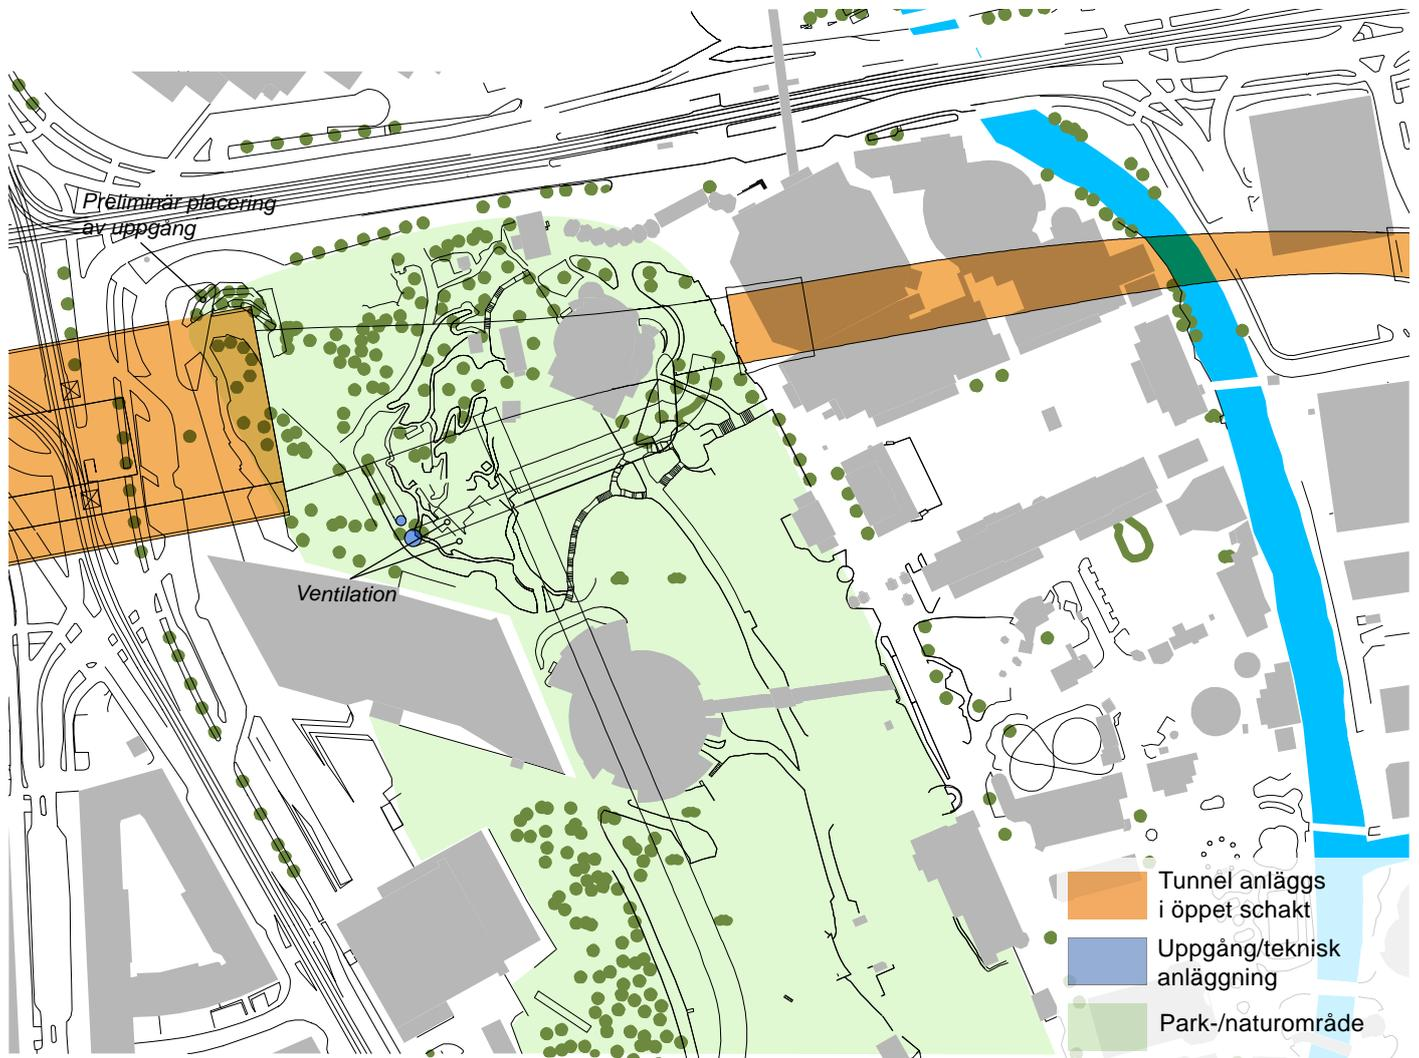 Preliminär placering
av uppgång
Ventilation
Tunnel anläggs
i öppet schakt
Uppgång/teknisk
anläggning
Park-/naturområde